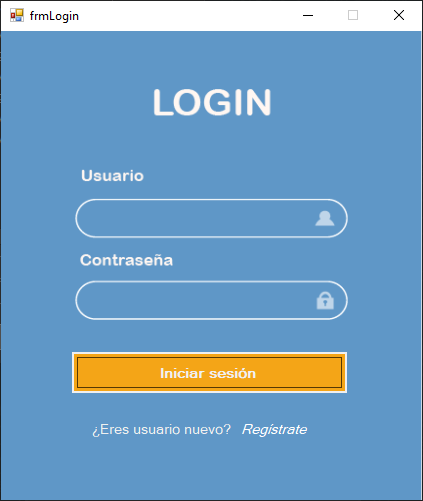 frmLogin
LOGIN
Usuario
Contraseña
Iniciar sesión
¿Eres usuario nuevo? Regístrate